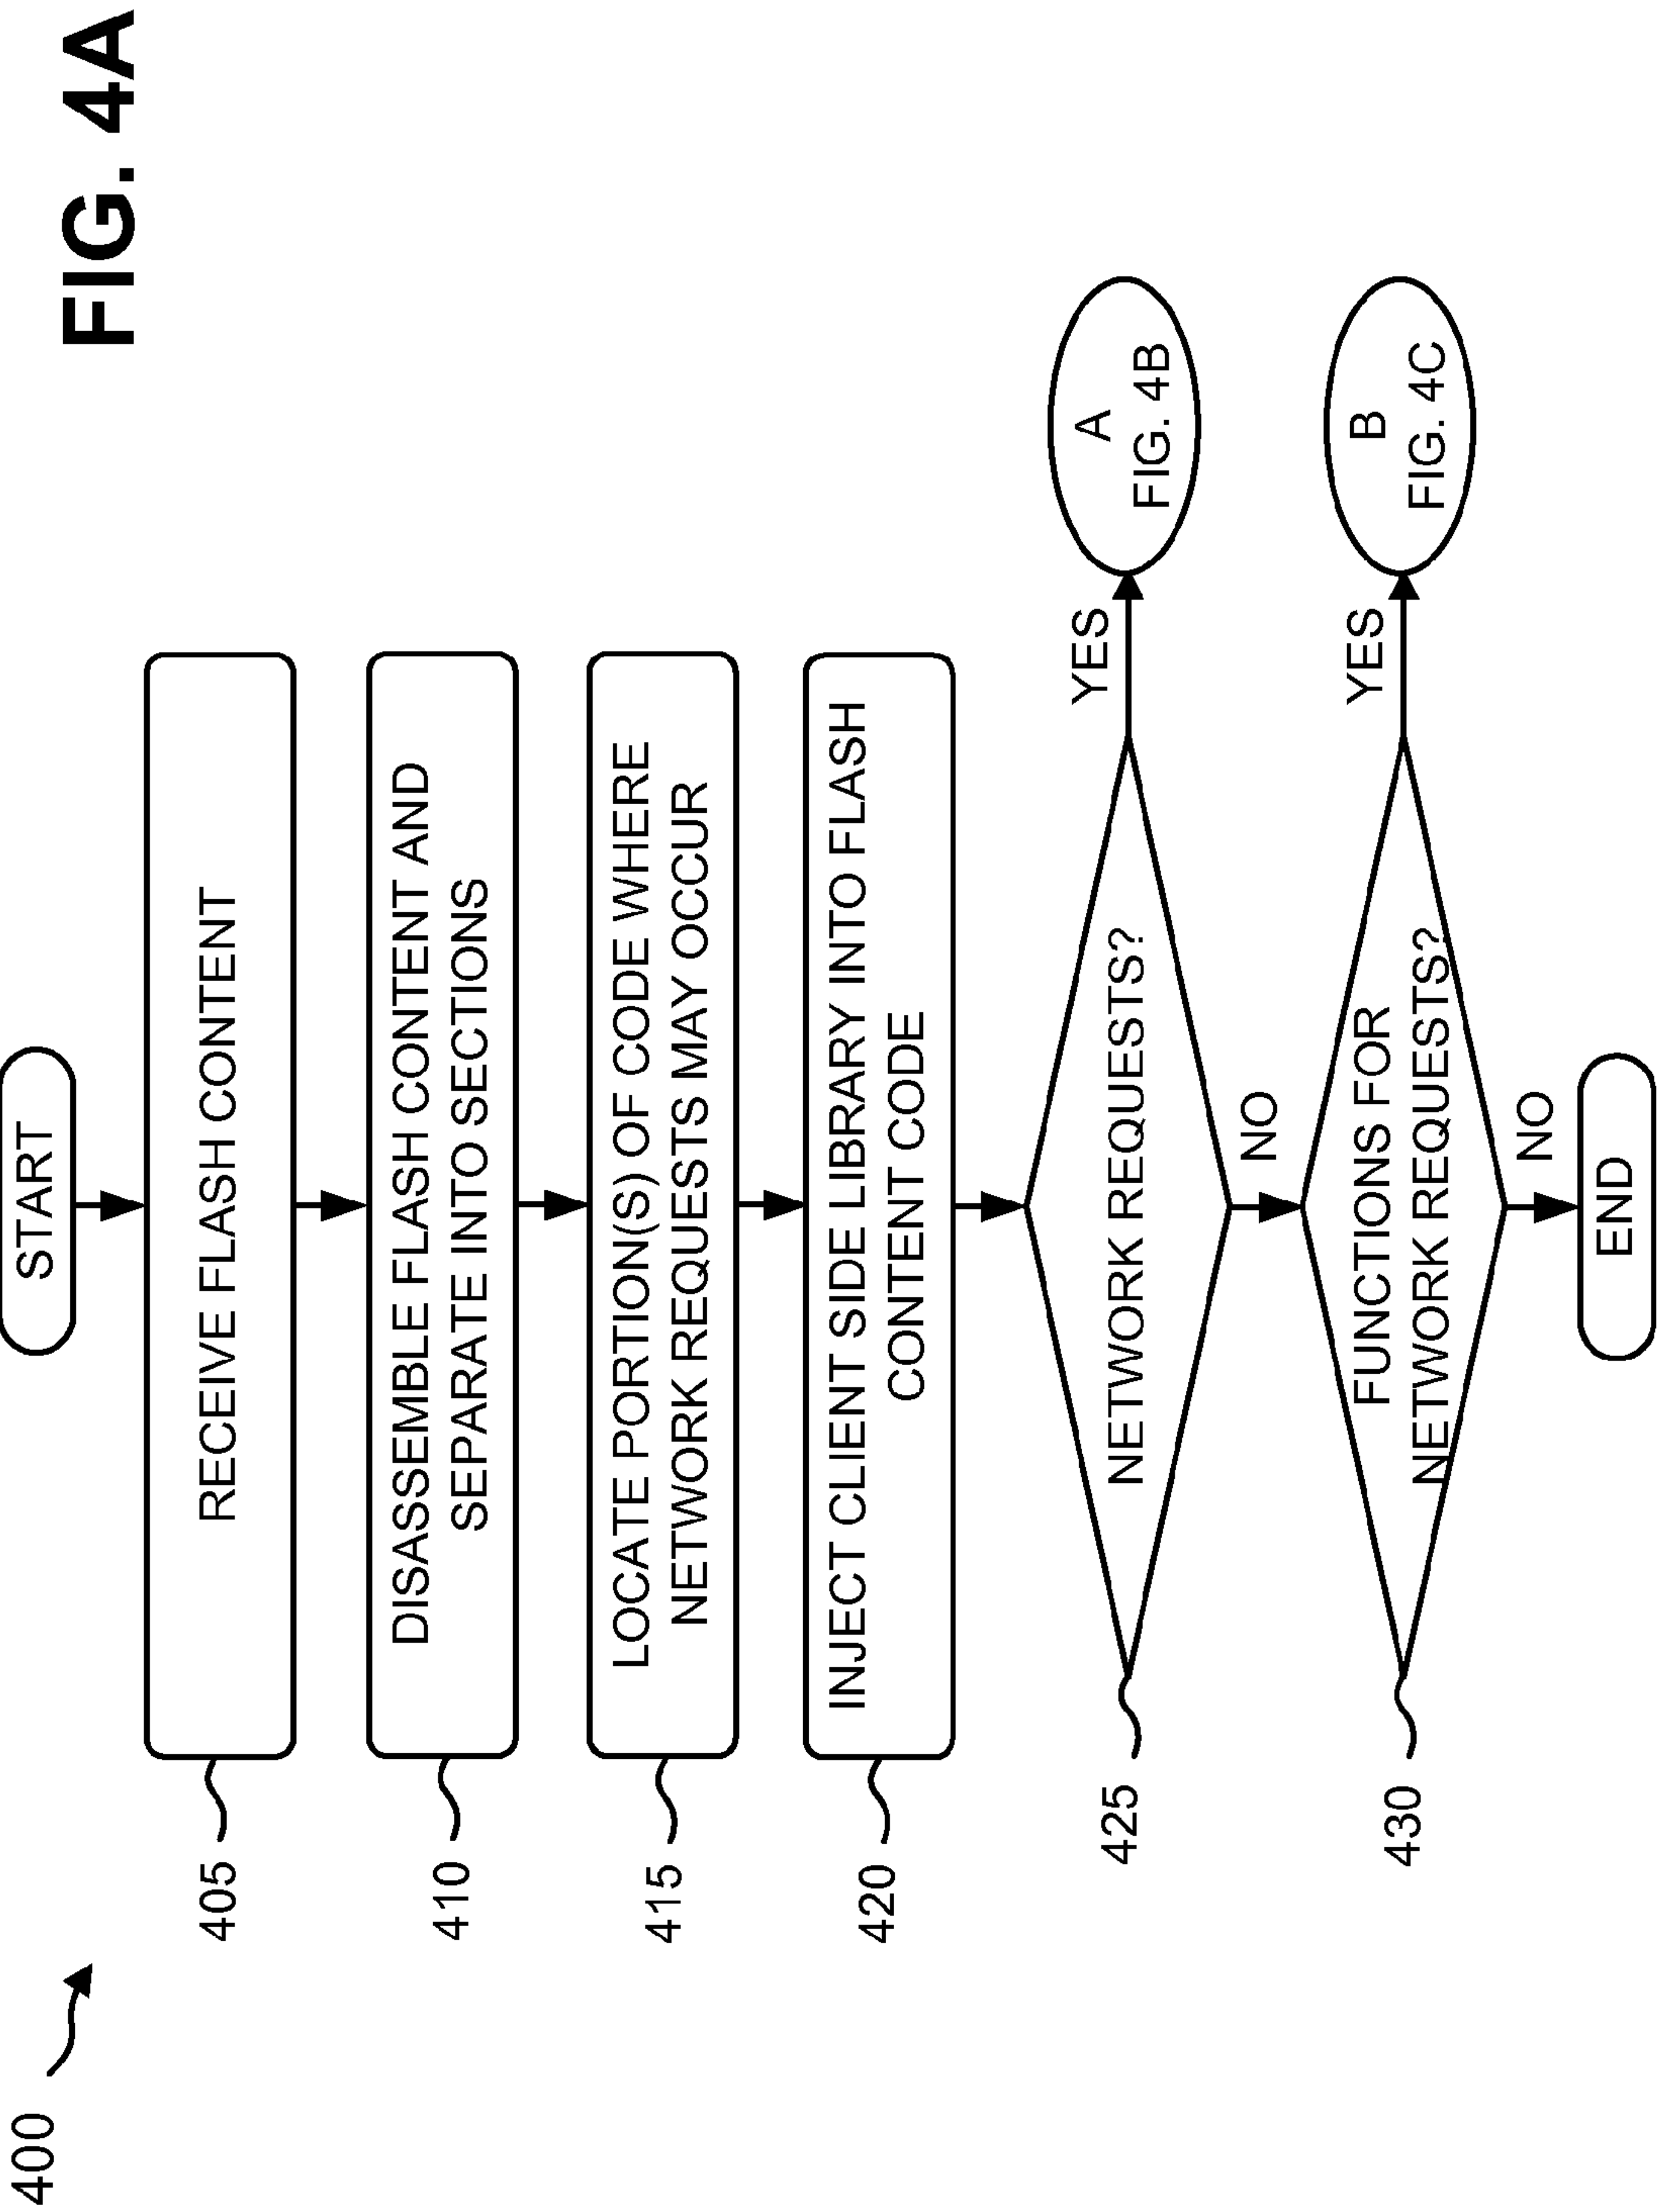 FIG. 4A
400
START
405
RECEIVE FLASH CONTENT
410
DISASSEMBLE FLASH CONTENT AND
SEPARATE INTO SECTIONS
415
LOCATE PORTION(S) OF CODE WHERE
NETWORK REQUESTS MAY OCCUR
420
INJECT CLIENT SIDE LIBRARY INTO FLASH
CONTENT CODE
425
NETWORK REQUESTS?
YES
A
FIG. 4B
NO
430
FUNCTIONS FOR
NETWORK REQUESTS?
YES
B
FIG. 4C
NO
END